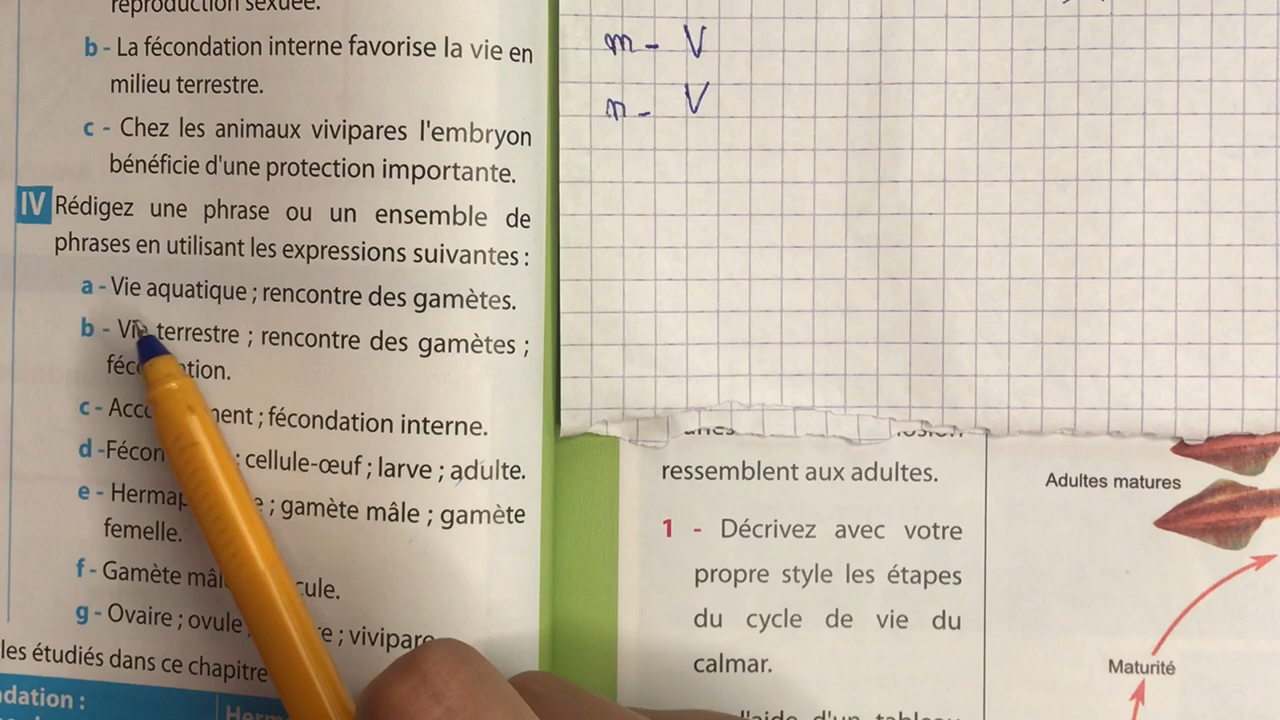 reproduction sexuée.
b - La fécondation interne favorise la vie en
milieu terrestre.
c - Chez les animaux vivipares l'embryon
bénéficie d'une protection importante.
IV Rédigez une phrase ou un ensemble de
phrases en utilisant les expressions suivantes :
a - Vie aquatique ; rencontre des gamètes.
b - Vie terrestre ; rencontre des gamètes ;
c - ; fécondation interne.
d - ; cellule-œuf ; larve ; adulte.
e - ; gamète mâle ; gamète
femelle.
f - Gamète
g - Ovaire ; ovule ; vivipare
les étudiés dans ce chapitre
m - V
n - V
ressemblent aux adultes.
1 - Décrivez avec votre
propre style les étapes
du cycle de vie du
calmar.
Adultes matures
Maturité